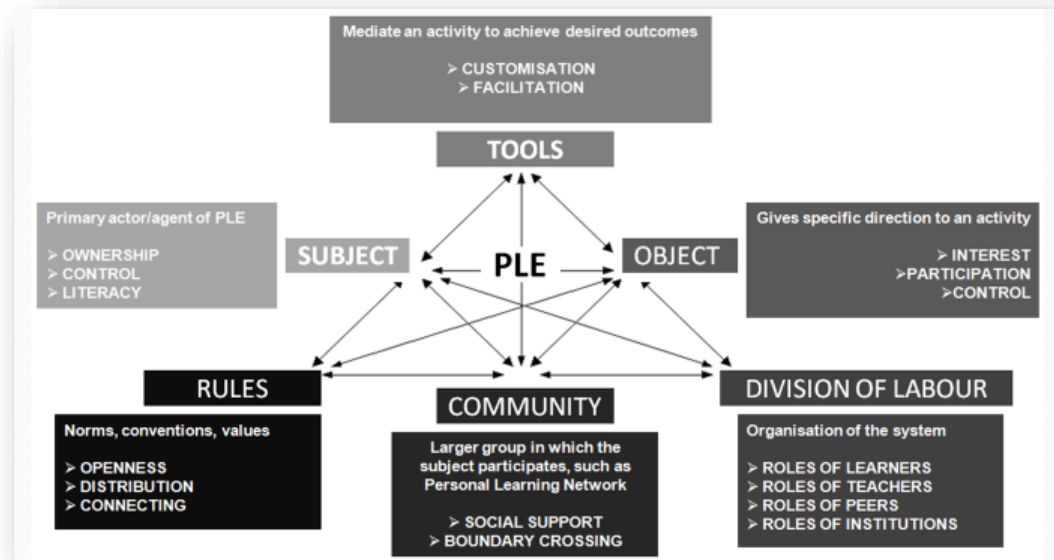 Mediate an activity to achieve desired outcomes
➢ CUSTOMISATION
➢ FACILITATION
TOOLS
Primary actor/agent of PLE
➢ OWNERSHIP
➢ CONTROL
➢ LITERACY
SUBJECT
PLE
OBJECT
Gives specific direction to an activity
➢ INTEREST
➢PARTICIPATION
➢CONTROL
RULES
Norms, conventions, values
➢ OPENNESS
➢ DISTRIBUTION
➢ CONNECTING
COMMUNITY
Larger group in which the
subject participates, such as
Personal Learning Network
➢ SOCIAL SUPPORT
➢ BOUNDARY CROSSING
DIVISION OF LABOUR
Organisation of the system
➢ ROLES OF LEARNERS
➢ ROLES OF TEACHERS
➢ ROLES OF PEERS
➢ ROLES OF INSTITUTIONS